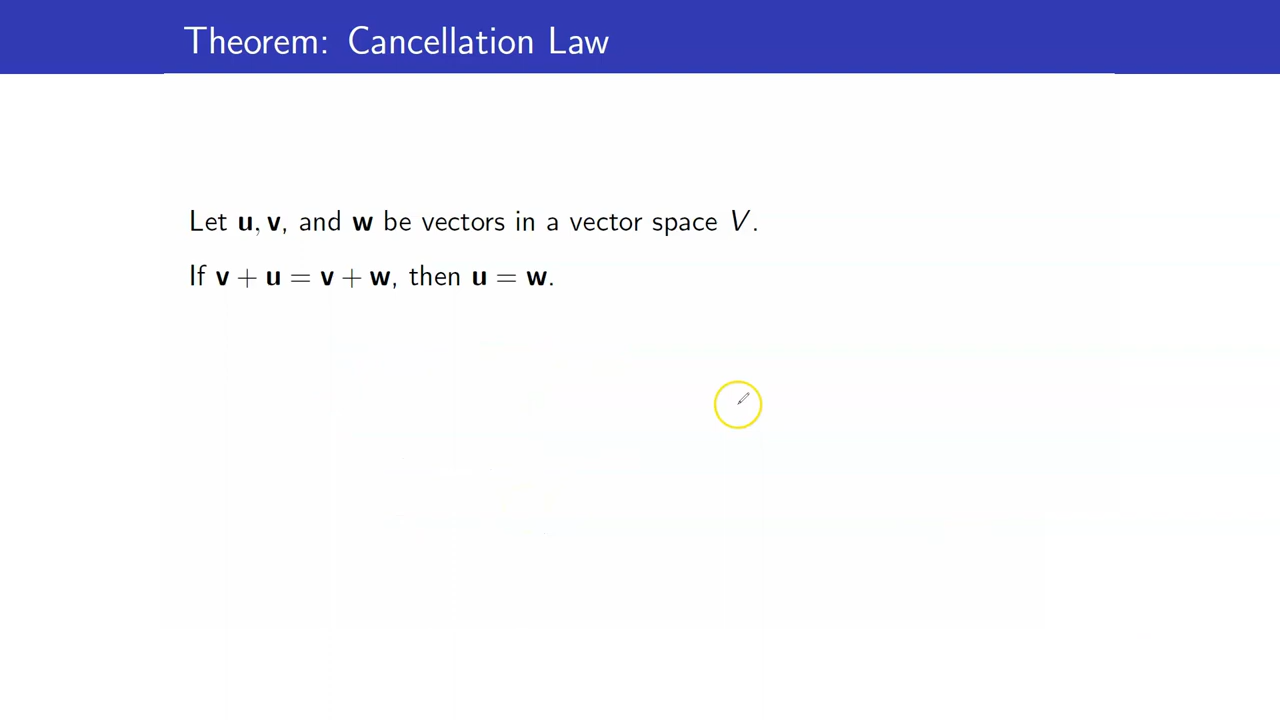 Theorem: Cancellation Law
Let u, v, and w be vectors in a vector space V.
If v + u = v + w, then u = w.